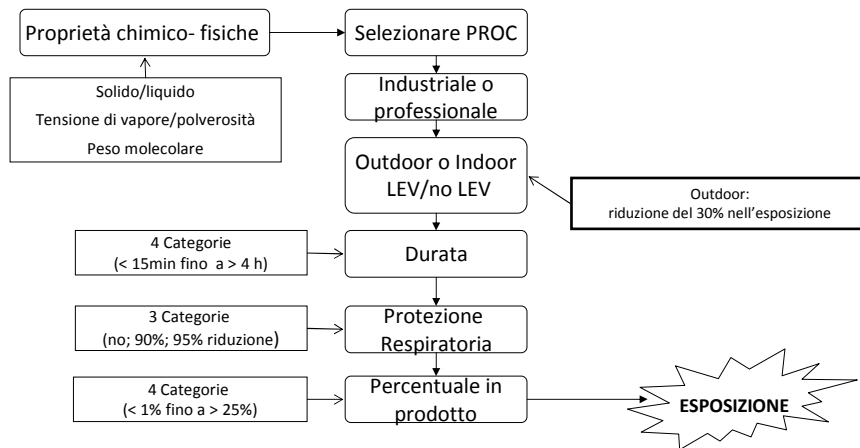 Proprietà chimico- fisiche
Selezionare PROC
Solido/liquido
Tensione di vapore/polverosità
Peso molecolare
Industriale o
professionale
Outdoor o Indoor
LEV/no LEV
Outdoor:
riduzione del 30% nell'esposizione
4 Categorie
(< 15min fino a > 4 h)
Durata
3 Categorie
(no; 90%; 95% riduzione)
Protezione
Respiratoria
4 Categorie
(< 1% fino a > 25%)
Percentuale in
prodotto
ESPOSIZIONE